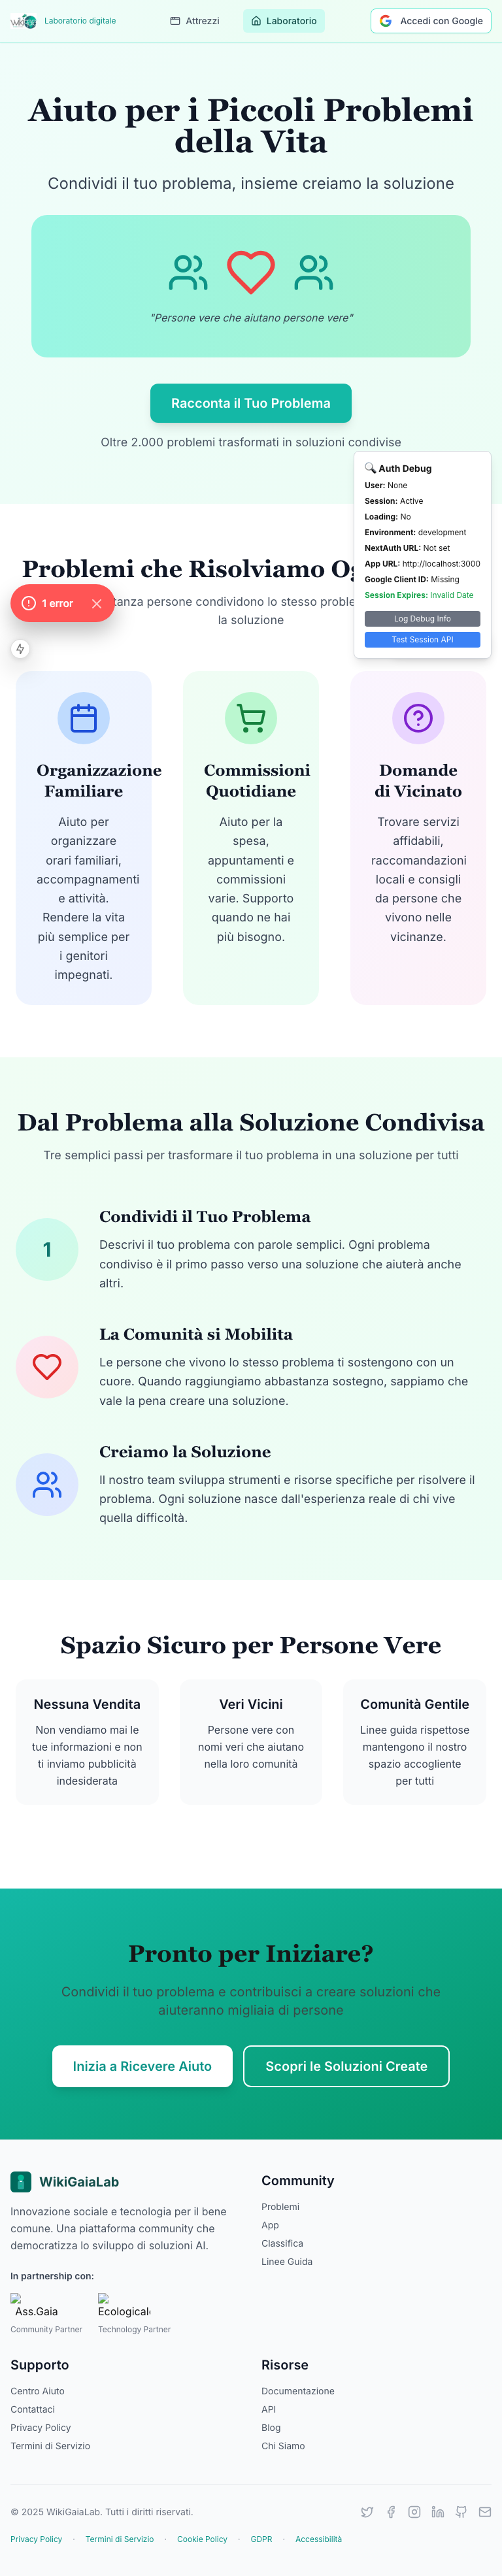 Laboratorio digitale
Attrezzi
Laboratorio
Accedi con Google
Aiuto per i Piccoli Problemi
della Vita
Condividi il tuo problema, insieme creiamo la soluzione
"Persone vere che aiutano persone vere"
Racconta il Tuo Problema
Oltre 2.000 problemi trasformati in soluzioni condivise
Auth Debug
User: None
Session: Active
Loading: No
Environment: development
NextAuth URL: Not set
App URL: http://localhost:3000
Google Client ID: Missing
Session Expires: Invalid Date
Log Debug Info
Test Session API
Problemi che Risolviamo
persone condividono lo stesso
la soluzione
1 error
Organizzazione
Familiare
Aiuto per
organizzare
orari familiari,
accompagnamenti
e attività.
Rendere la vita
più semplice per
i genitori
impegnati.
Commissioni
Quotidiane
Aiuto per la
spesa,
appuntamenti e
commissioni
varie. Supporto
quando ne hai
più bisogno.
Domande
di Vicinato
Trovare servizi
affidabili,
raccomandazioni
locali e consigli
da persone che
vivono nelle
vicinanze.
Dal Problema alla Soluzione Condivisa
Tre semplici passi per trasformare il tuo problema in una soluzione per tutti
1
Condividi il Tuo Problema
Descrivi il tuo problema con parole semplici. Ogni problema
condiviso è il primo passo verso una soluzione che aiuterà anche
altri.
La Comunità si Mobilita
Le persone che vivono lo stesso problema ti sostengono con un
cuore. Quando raggiungiamo abbastanza sostegno, sappiamo che
vale la pena creare una soluzione.
Creiamo la Soluzione
Il nostro team sviluppa strumenti e risorse specifiche per risolvere il
problema. Ogni soluzione nasce dall'esperienza reale di chi vive
quella difficoltà.
Spazio Sicuro per Persone Vere
Nessuna Vendita
Non vendiamo mai le
tue informazioni e non
ti inviamo pubblicità
indesiderata
Veri Vicini
Persone vere con
nomi veri che aiutano
nella loro comunità
Comunità Gentile
Linee guida rispettose
mantengono il nostro
spazio accogliente
per tutti
Pronto per Iniziare?
Condividi il tuo problema e contribuisci a creare soluzioni che
aiuteranno migliaia di persone
Inizia a Ricevere Aiuto
Scopri le Soluzioni Create
WikiGaiaLab
Innovazione sociale e tecnologia per il bene
comune. Una piattaforma community che
democratizza lo sviluppo di soluzioni AI.
In partnership con:
Ass.Gaia
Community Partner
Technology Partner
Community
Problemi
App
Classifica
Linee Guida
Supporto
Centro Aiuto
Contattaci
Privacy Policy
Termini di Servizio
Risorse
Documentazione
API
Blog
Chi Siamo
© 2025 WikiGaiaLab. Tutti i diritti riservati.
Privacy Policy · Termini di Servizio · Cookie Policy · GDPR · Accessibilità